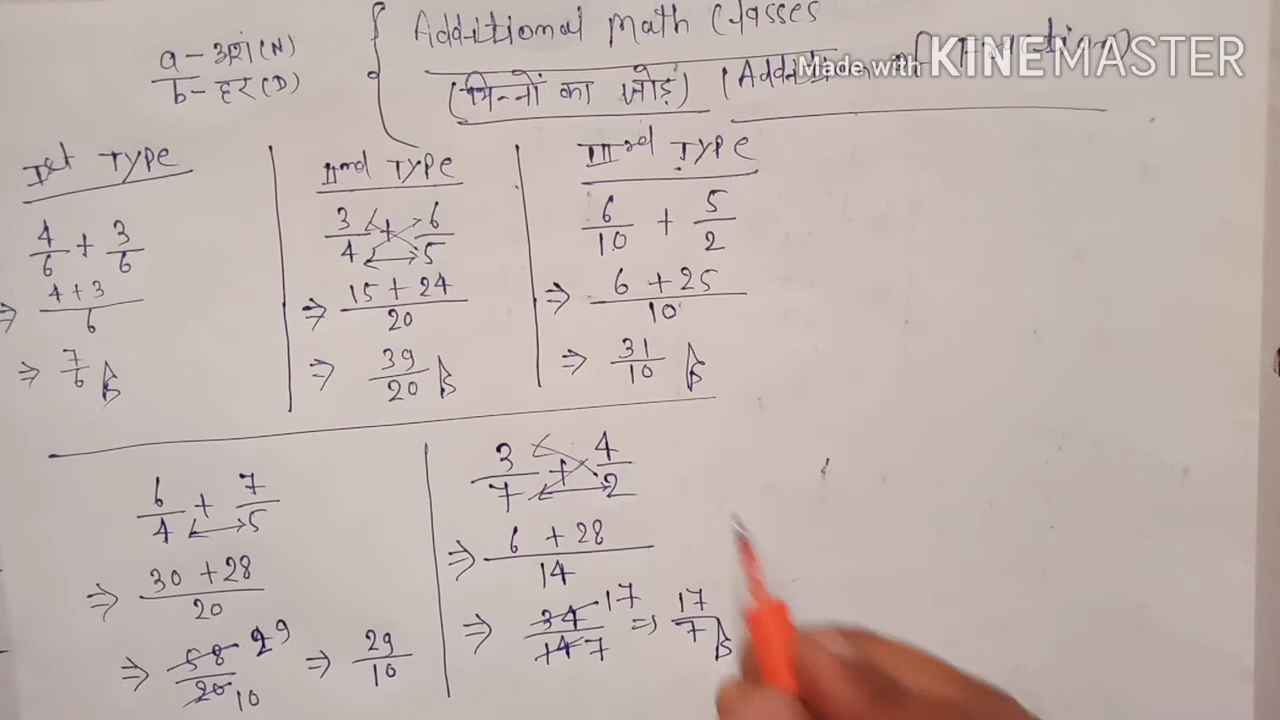 a - अंश (N)
b - हर (D)
Additional Math Classes
(भिन्नों का जोड़) (Addition of Fraction)
Made with KINEMASTER
Ist Type
4/6 + 3/6
⇒ 4 + 3 / 6
⇒ 7/6
IInd Type
3/4 + 6/5
⇒ 15 + 24 / 20
⇒ 39/20
IIIrd Type
6/10 + 5/2
⇒ 6 + 25 / 10
⇒ 31/10
6/4 + 7/5
⇒ 30 + 28 / 20
⇒ 58/20 29/10 ⇒ 29/10
3/7 + 4/2
⇒ 6 + 28 / 14
⇒ 34/14 17/7 ⇒ 17/7